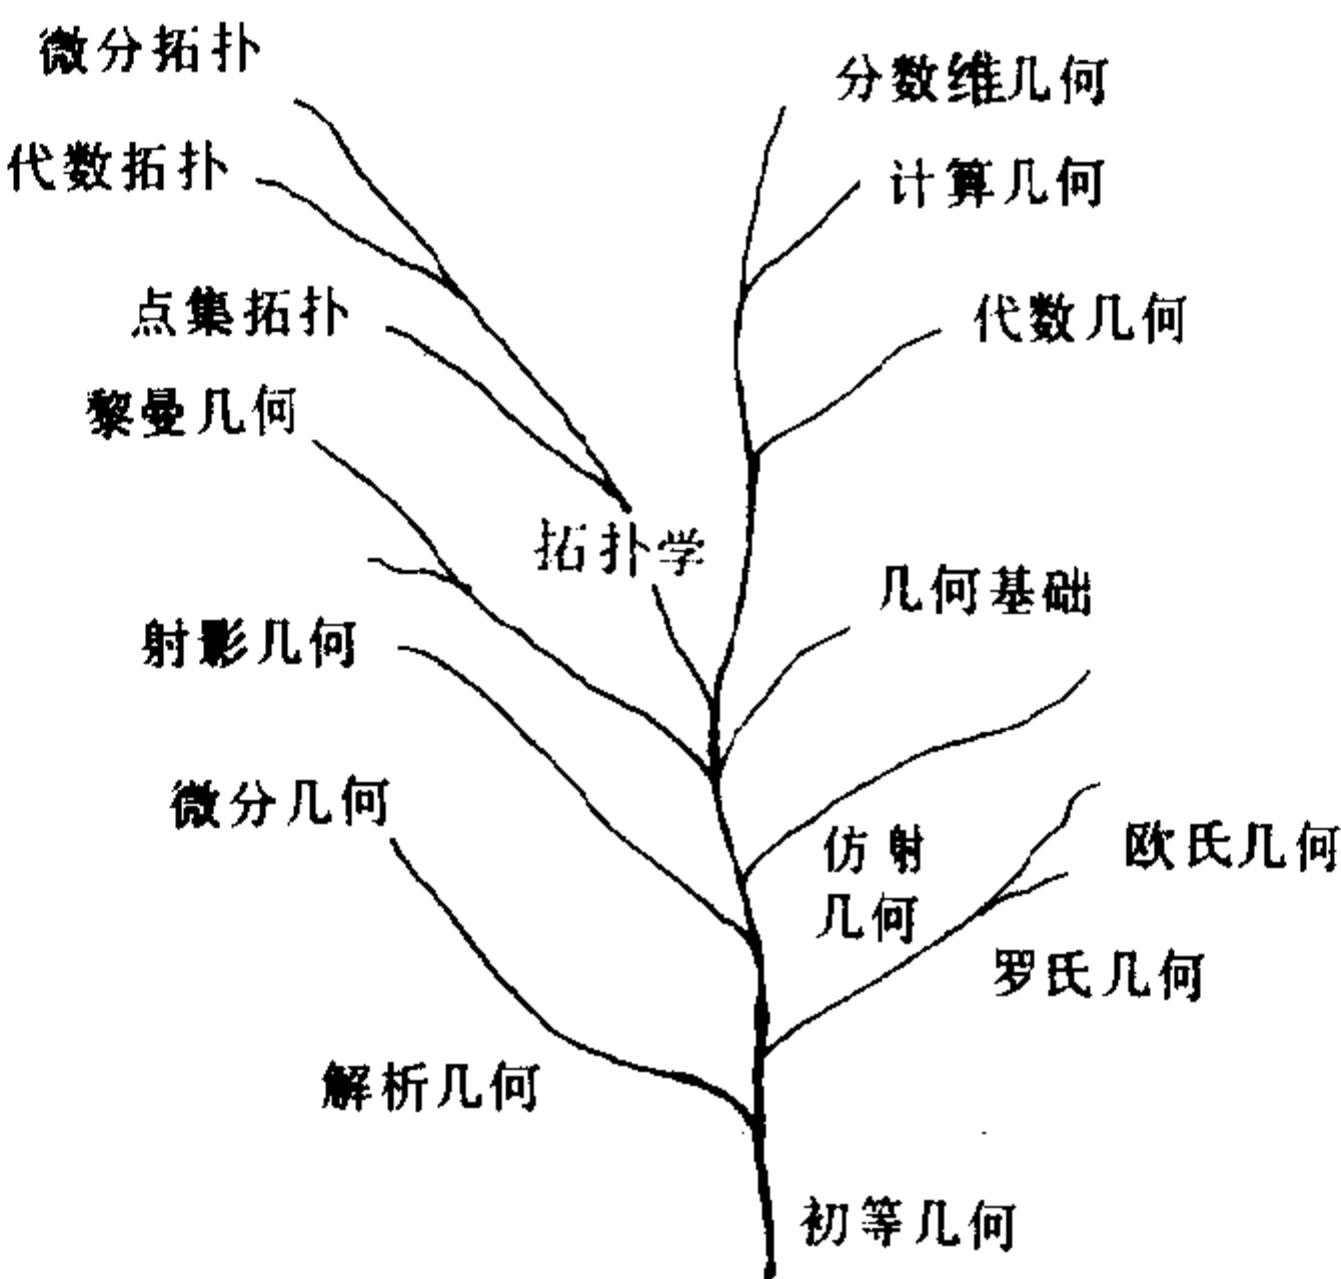 微分拓扑
分数维几何
代数拓扑
计算几何
点集拓扑
代数几何
黎曼几何
拓扑学
几何基础
射影几何
微分几何
仿射
几何
欧氏几何
罗氏几何
解析几何
初等几何